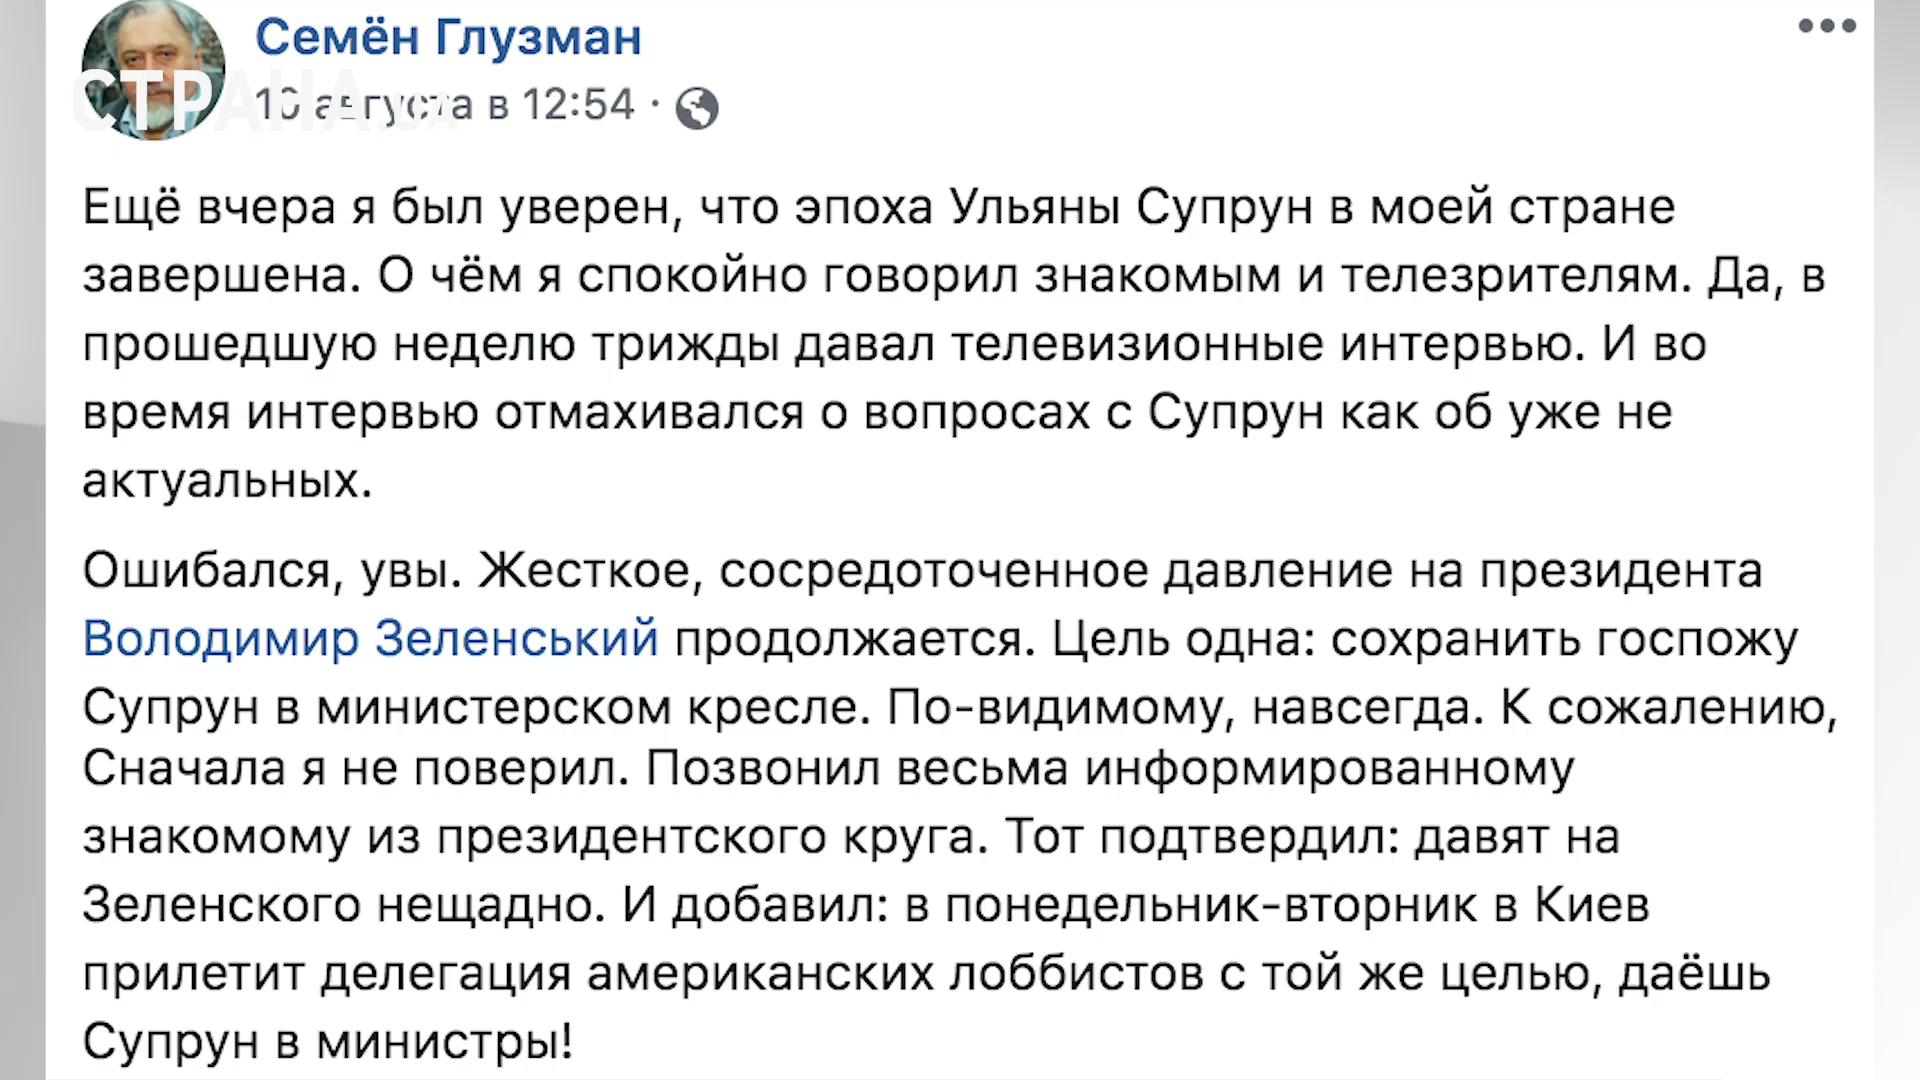 Семён Глузман
СТРАНА.ua
августа в 12:54 ·
Ещё вчера я был уверен, что эпоха Ульяны Супрун в моей стране
завершена. О чём я спокойно говорил знакомым и телезрителям. Да, в
прошедшую неделю трижды давал телевизионные интервью. И во
время интервью отмахивался о вопросах с Супрун как об уже не
актуальных.
Ошибался, увы. Жесткое, сосредоточенное давление на президента
Володимир Зеленський продолжается. Цель одна: сохранить госпожу
Супрун в министерском кресле. По-видимому, навсегда. К сожалению,
Сначала я не поверил. Позвонил весьма информированному
знакомому из президентского круга. Тот подтвердил: давят на
Зеленского нещадно. И добавил: в понедельник-вторник в Киев
прилетит делегация американских лоббистов с той же целью, даёшь
Супрун в министры!